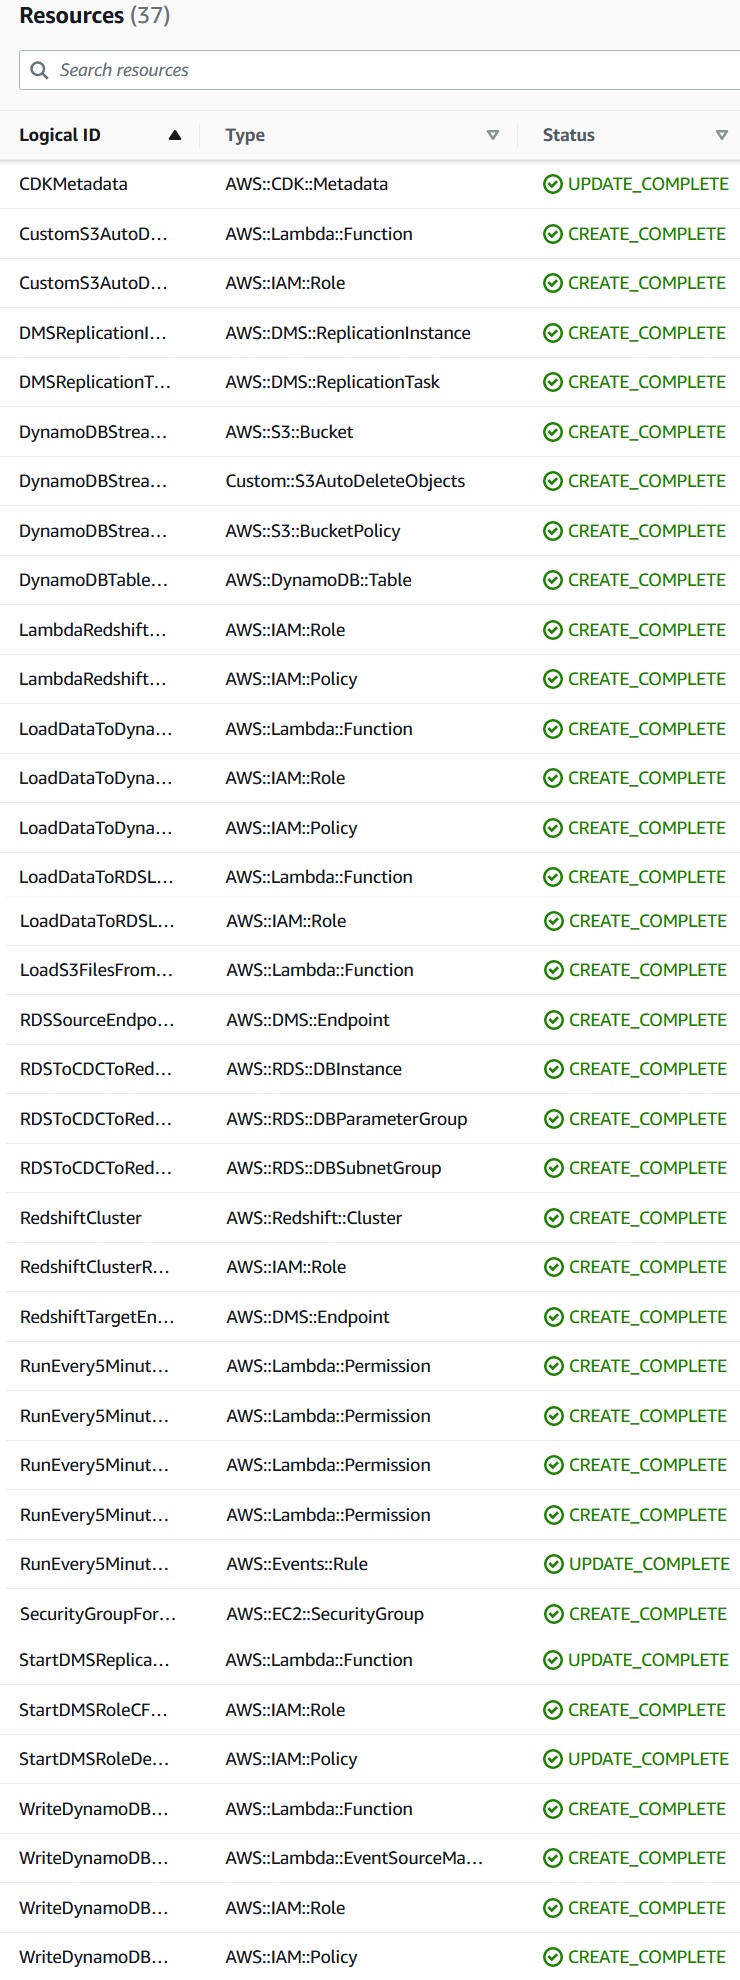 Resources (37)
Search resources
Logical ID Type Status
CDKMetadata AWS::CDK::Metadata UPDATE_COMPLETE
CustomS3AutoD... AWS::Lambda::Function CREATE_COMPLETE
CustomS3AutoD... AWS::IAM::Role CREATE_COMPLETE
DMSReplicationI... AWS::DMS::ReplicationInstance CREATE_COMPLETE
DMSReplicationT... AWS::DMS::ReplicationTask CREATE_COMPLETE
DynamoDBStrea... AWS::S3::Bucket CREATE_COMPLETE
DynamoDBStrea... Custom::S3AutoDeleteObjects CREATE_COMPLETE
DynamoDBStrea... AWS::S3::BucketPolicy CREATE_COMPLETE
DynamoDBTable... AWS::DynamoDB::Table CREATE_COMPLETE
LambdaRedshift... AWS::IAM::Role CREATE_COMPLETE
LambdaRedshift... AWS::IAM::Policy CREATE_COMPLETE
LoadDataToDyna... AWS::Lambda::Function CREATE_COMPLETE
LoadDataToDyna... AWS::IAM::Role CREATE_COMPLETE
LoadDataToDyna... AWS::IAM::Policy CREATE_COMPLETE
LoadDataToRDSL... AWS::Lambda::Function CREATE_COMPLETE
LoadDataToRDSL... AWS::IAM::Role CREATE_COMPLETE
LoadS3FilesFrom... AWS::Lambda::Function CREATE_COMPLETE
RDSSourceEndpo... AWS::DMS::Endpoint CREATE_COMPLETE
RDSToCDCToRed... AWS::RDS::DBInstance CREATE_COMPLETE
RDSToCDCToRed... AWS::RDS::DBParameterGroup CREATE_COMPLETE
RDSToCDCToRed... AWS::RDS::DBSubnetGroup CREATE_COMPLETE
RedshiftCluster AWS::Redshift::Cluster CREATE_COMPLETE
RedshiftClusterR... AWS::IAM::Role CREATE_COMPLETE
RedshiftTargetEn... AWS::DMS::Endpoint CREATE_COMPLETE
RunEvery5Minut... AWS::Lambda::Permission CREATE_COMPLETE
RunEvery5Minut... AWS::Lambda::Permission CREATE_COMPLETE
RunEvery5Minut... AWS::Lambda::Permission CREATE_COMPLETE
RunEvery5Minut... AWS::Lambda::Permission CREATE_COMPLETE
RunEvery5Minut... AWS::Events::Rule UPDATE_COMPLETE
SecurityGroupFor... AWS::EC2::SecurityGroup CREATE_COMPLETE
StartDMSReplica... AWS::Lambda::Function UPDATE_COMPLETE
StartDMSRoleCF... AWS::IAM::Role CREATE_COMPLETE
StartDMSRoleDe... AWS::IAM::Policy UPDATE_COMPLETE
WriteDynamoDB... AWS::Lambda::Function CREATE_COMPLETE
WriteDynamoDB... AWS::Lambda::EventSourceMa... CREATE_COMPLETE
WriteDynamoDB... AWS::IAM::Role CREATE_COMPLETE
WriteDynamoDB... AWS::IAM::Policy CREATE_COMPLETE